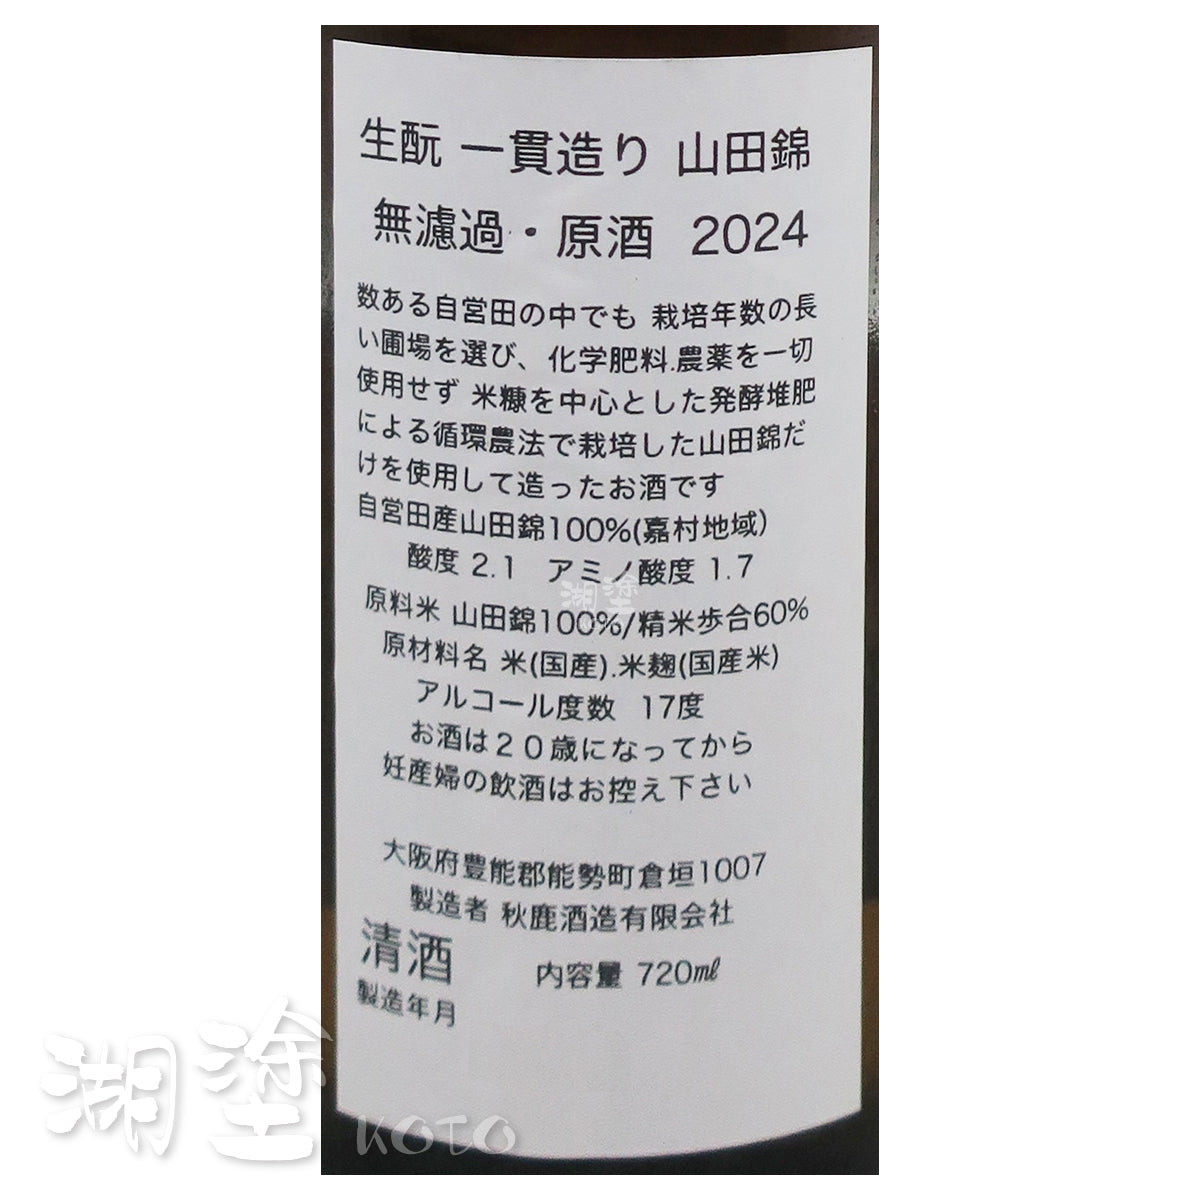 生酛 一貫造り 山田錦
無濾過・原酒 2024
数ある自営田の中でも 栽培年数の長
い圃場を選び、化学肥料.農薬を一切
使用せず 米糠を中心とした発酵堆肥
による循環農法で栽培した山田錦だ
けを使用して造ったお酒です
自営田産山田錦100%(嘉村地域)
酸度 2.1 アミノ酸度 1.7
湖塗
原料米 山田錦100%/精米歩合60%
原材料名 米(国産).米麹(国産米)
アルコール度数 17度
お酒は20歳になってから
妊産婦の飲酒はお控え下さい
大阪府豊能郡能勢町倉垣1007
製造者 秋鹿酒造有限会社
清酒 内容量 720㎖
製造年月
湖塗 KOTO